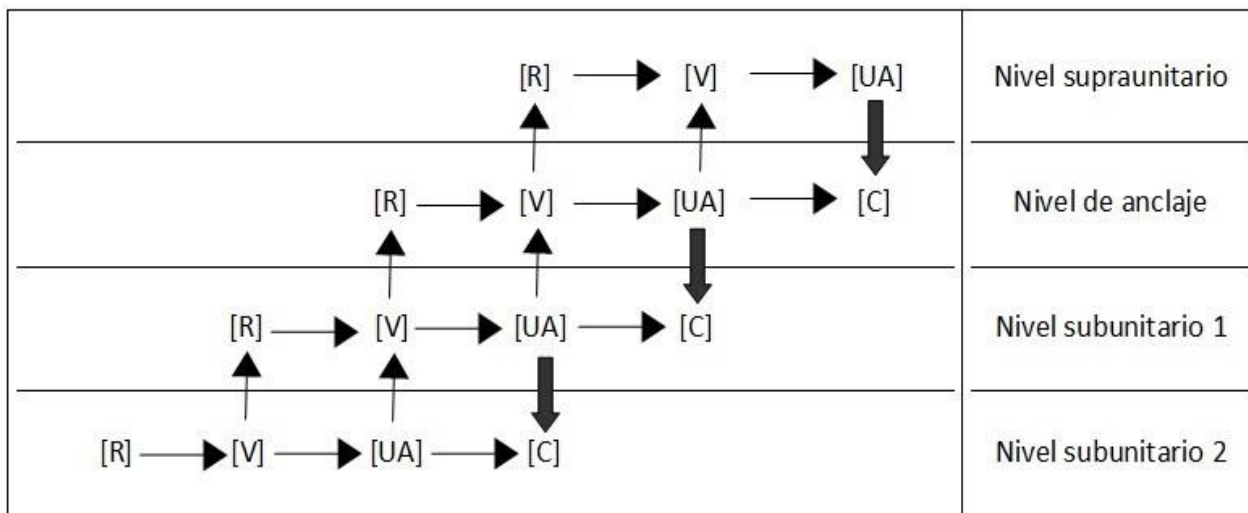 [R] [V] [UA] Nivel supraunitario
[R] [V] [UA] [C] Nivel de anclaje
[R] [V] [UA] [C] Nivel subunitario 1
[R] [V] [UA] [C] Nivel subunitario 2